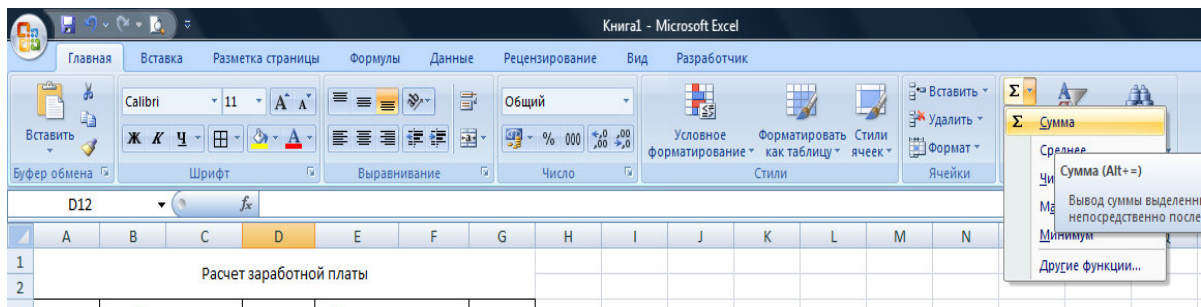 Книга1 - Microsoft Excel
Главная Вставка Разметка страницы Формулы Данные Рецензирование Вид Разработчик
Calibri 11 Общий
Вставить
Ж К Ч % 000
Условное форматирование
Форматировать как таблицу
Стили ячеек
Вставить
Удалить
Формат
Буфер обмена Шрифт Выравнивание Число Стили Ячейки
Σ Сумма
Среднее
Сумма (Alt+=)
Вывод суммы
непосредственно после
Минимум
Другие функции...
D12 fx
A B C D E F G H I J K L M N
1
Расчет заработной платы
2